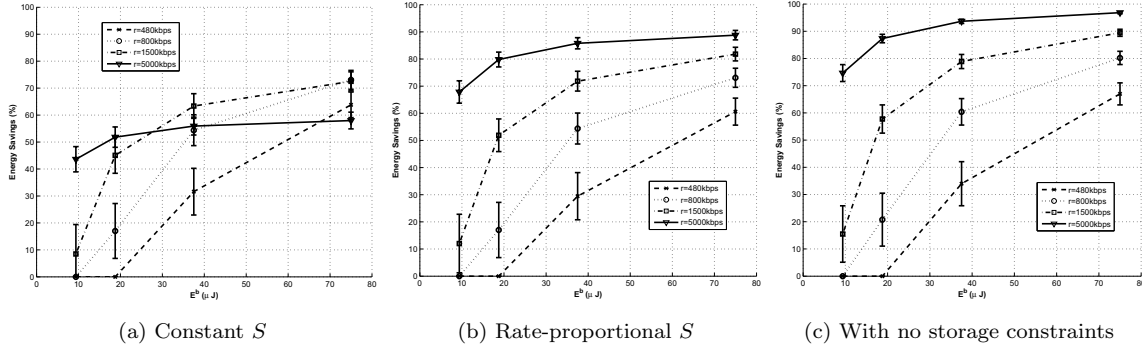 100
90
80
70
60
50
40
30
20
10
0
Energy Savings (%)
0 10 20 30 40 50 60 70 80
E^b (μ J)
r=480kbps
r=800kbps
r=1500kbps
r=5000kbps
(a) Constant S
100
90
80
70
60
50
40
30
20
10
0
Energy Savings (%)
0 10 20 30 40 50 60 70 80
E^b (μ J)
r=480kbps
r=800kbps
r=1500kbps
r=5000kbps
(b) Rate-proportional S
100
90
80
70
60
50
40
30
20
10
0
Energy Savings (%)
0 10 20 30 40 50 60 70 80
E^b (μ J)
r=480kbps
r=800kbps
r=1500kbps
r=5000kbps
(c) With no storage constraints